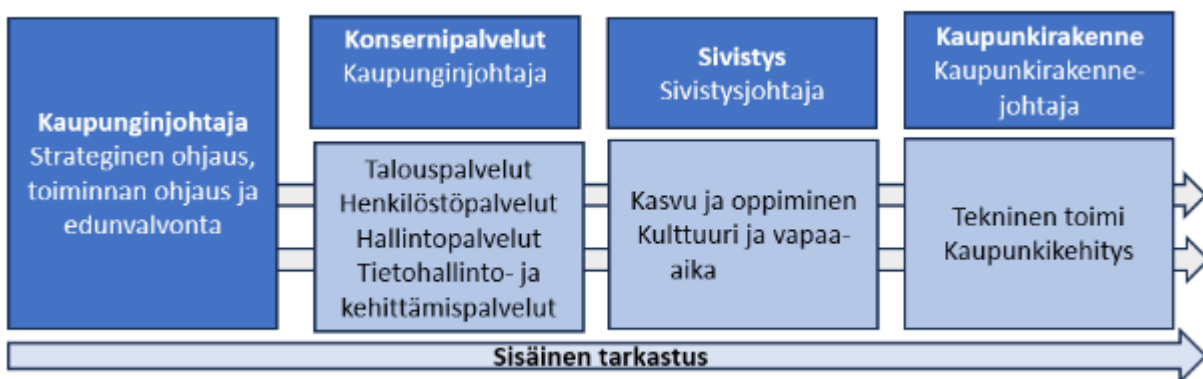 Kaupunginjohtaja
Strateginen ohjaus,
toiminnan ohjaus ja
edunvalvonta
Konsernipalvelut
Kaupunginjohtaja
Talouspalvelut
Henkilöstöpalvelut
Hallintopalvelut
Tietohallinto- ja
kehittämispalvelut
Sivistys
Sivistysjohtaja
Kasvu ja oppiminen
Kulttuuri ja vapaa-
aika
Kaupunkirakenne
Kaupunkirakenne-
johtaja
Tekninen toimi
Kaupunkikehitys
Sisäinen tarkastus